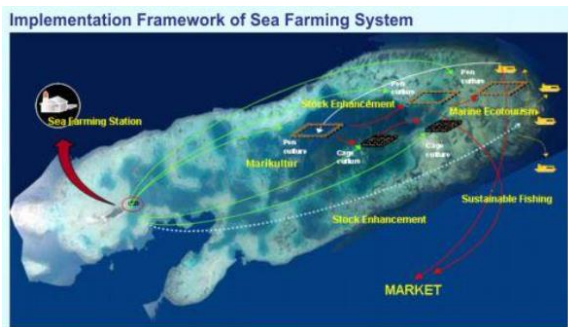 Implementation Framework of Sea Farming System
Pen
culture
Pen
culture
Stock Enhancement
Marine Ecotourism
Sea Farming Station
Pen
culture
Marikultur
Cage
culture
Cage
culture
Sustainable Fishing
Stock Enhancement
MARKET